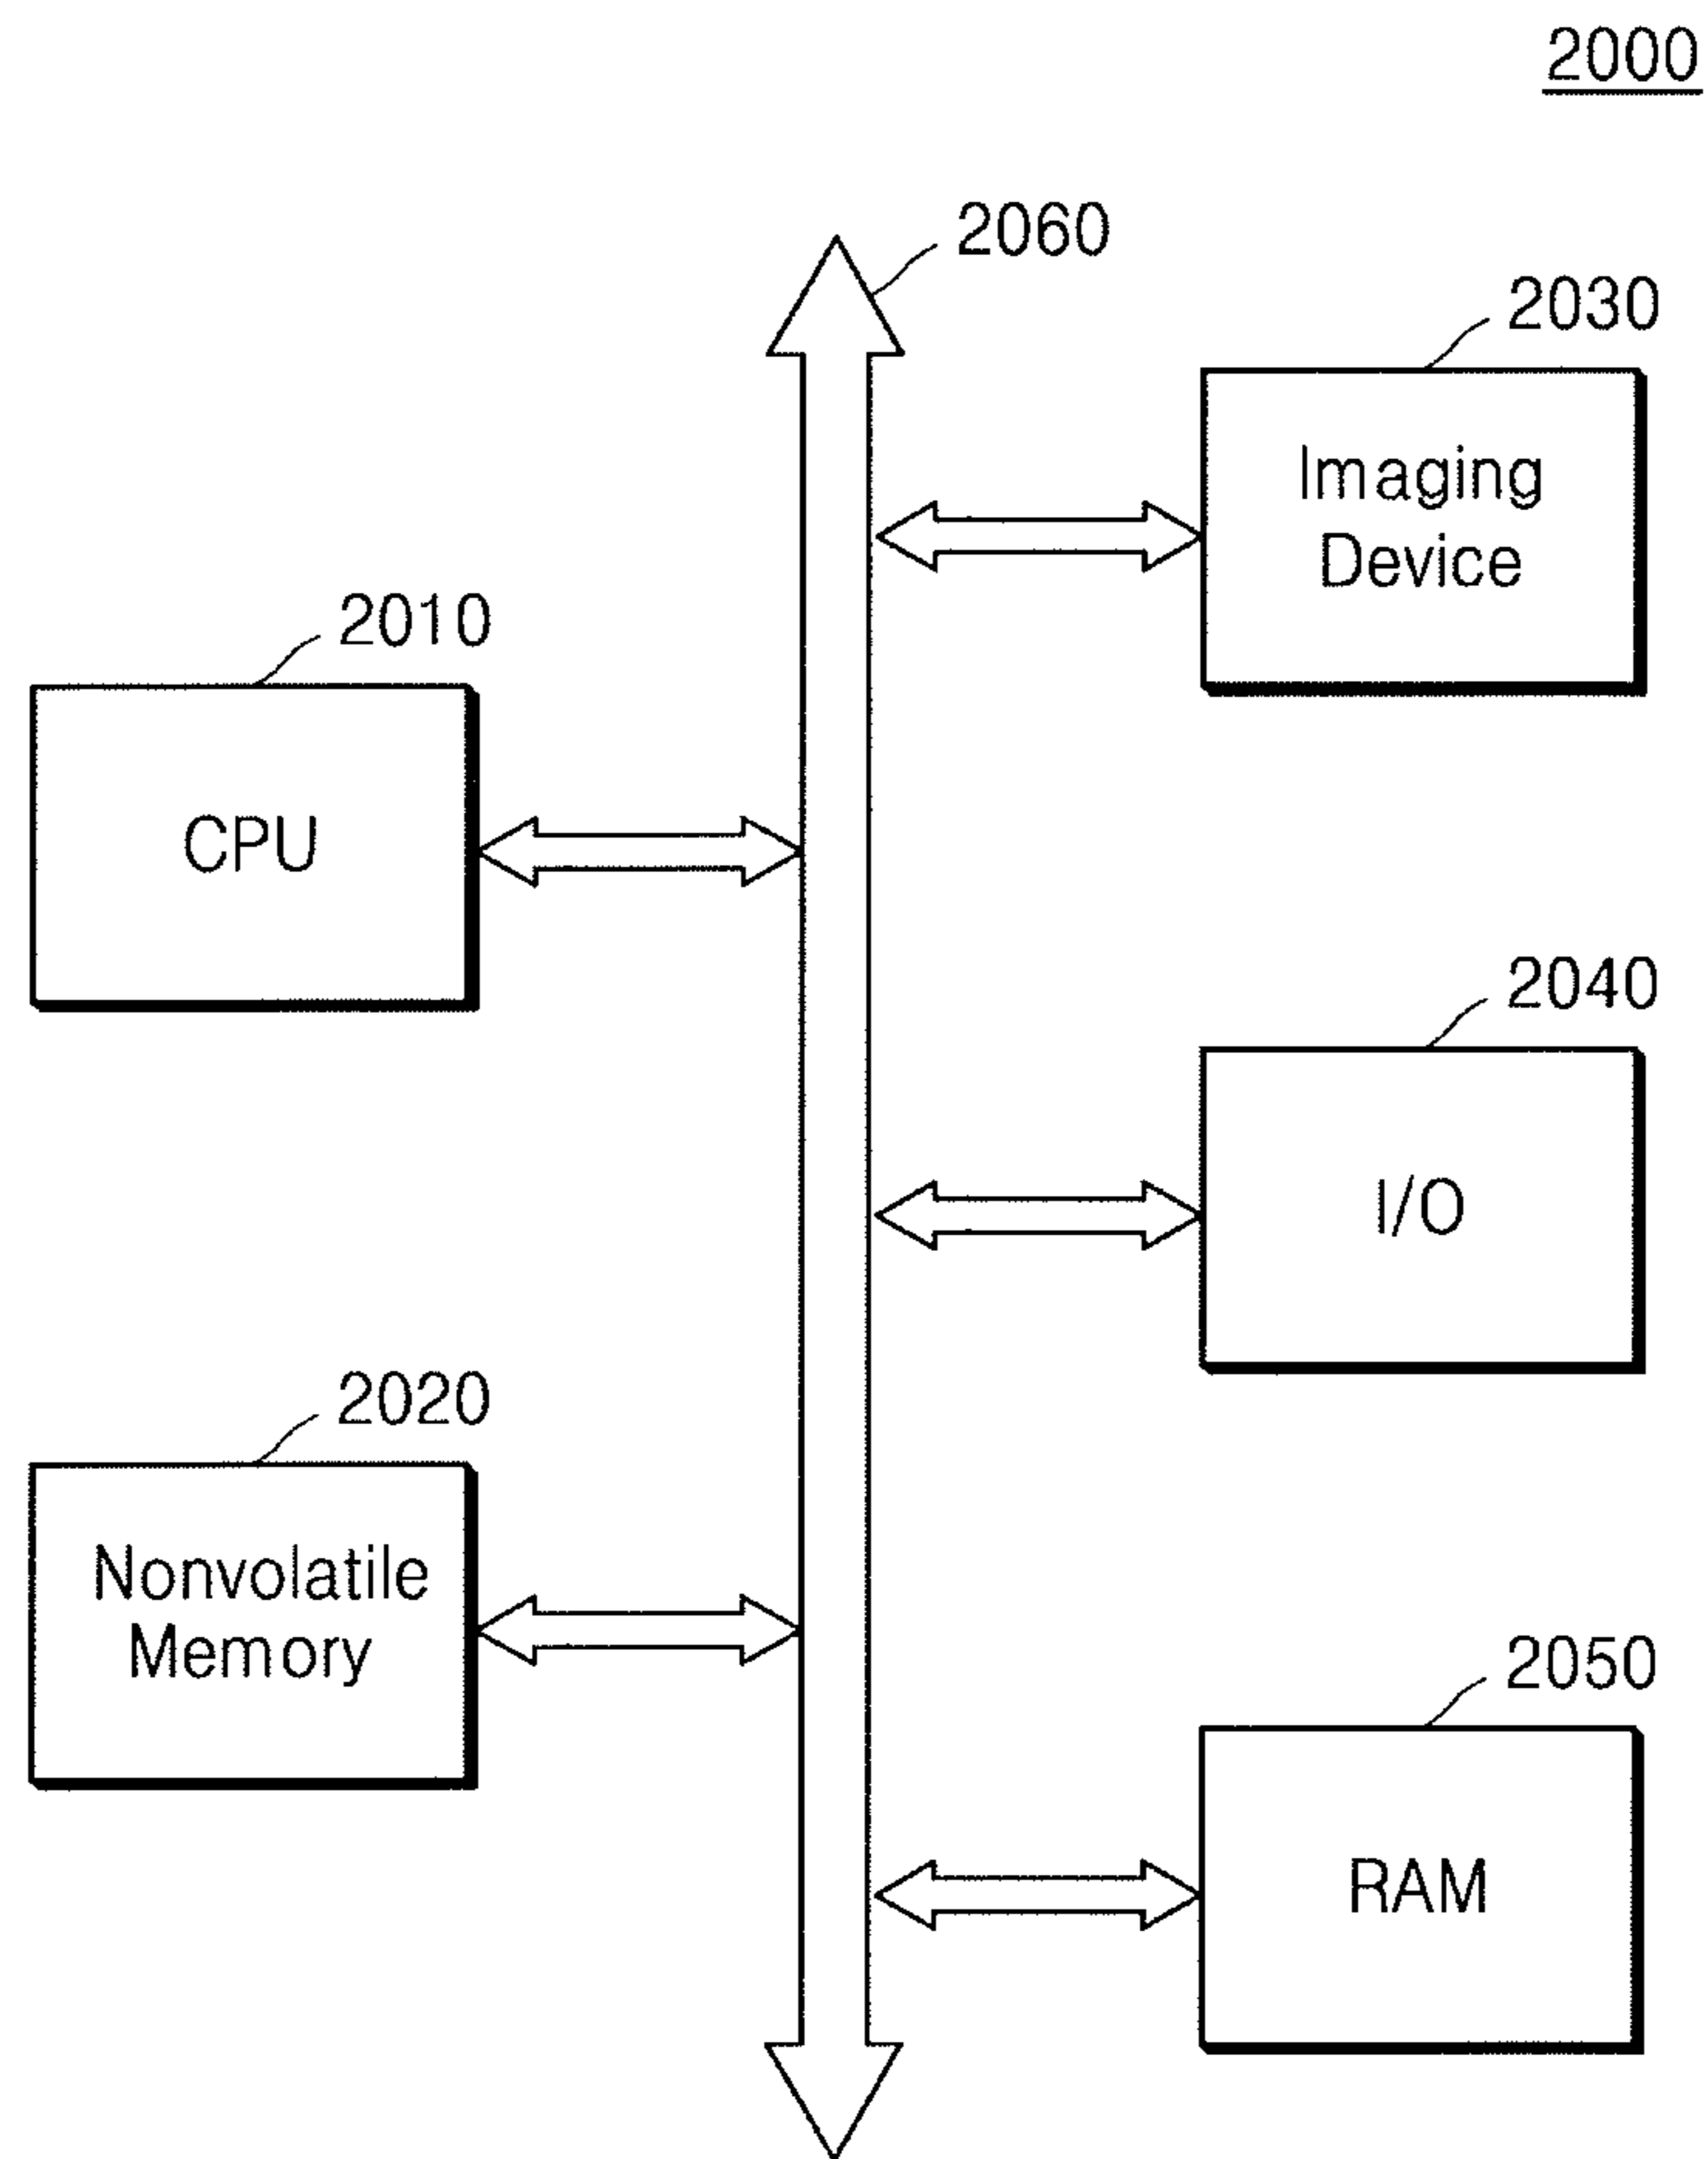 2000
2060
2030
Imaging
Device
2010
CPU
2040
I/O
2020
Nonvolatile
Memory
2050
RAM